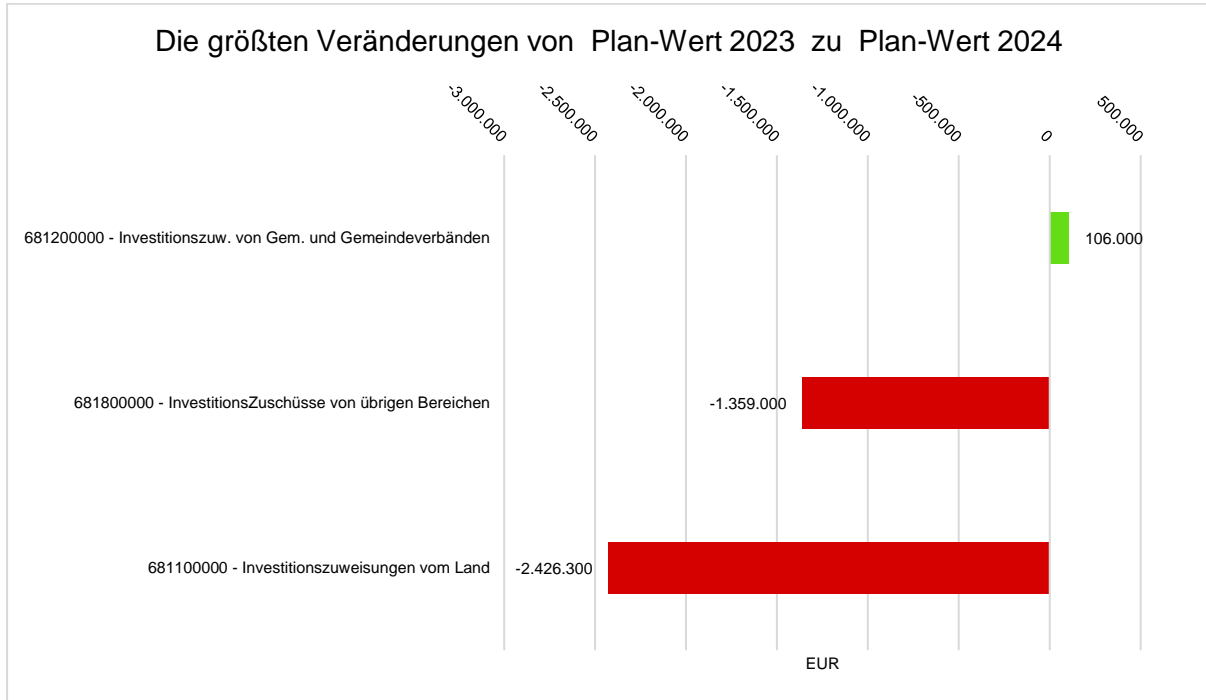 Die größten Veränderungen von Plan-Wert 2023 zu Plan-Wert 2024
-3.000.000
-2.500.000
-2.000.000
-1.500.000
-1.000.000
-500.000
0
500.000
681200000 - Investitionszuw. von Gem. und Gemeindeverbänden
106.000
681800000 - InvestitionsZuschüsse von übrigen Bereichen
-1.359.000
681100000 - Investitionszuweisungen vom Land
-2.426.300
EUR